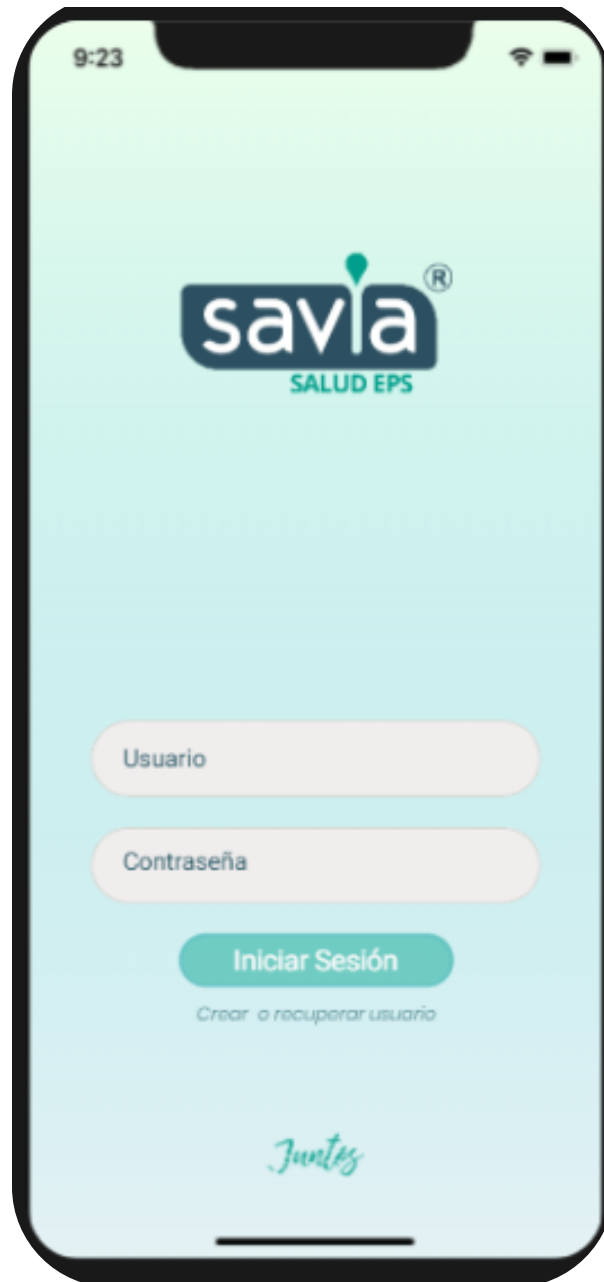 9:23
savia®
SALUD EPS
Usuario
Contraseña
Iniciar Sesión
Crear o recuperar usuario
Juntos